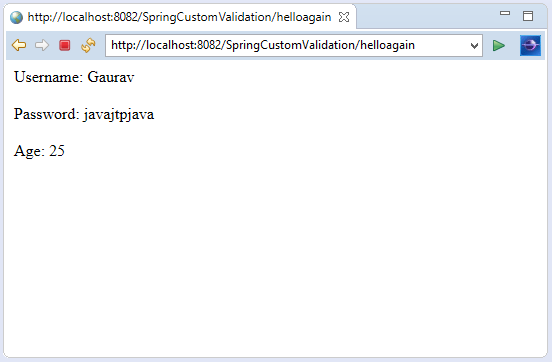 http://localhost:8082/SpringCustomValidation/helloagain
http://localhost:8082/SpringCustomValidation/helloagain
Username: Gaurav
Password: javajtpjava
Age: 25